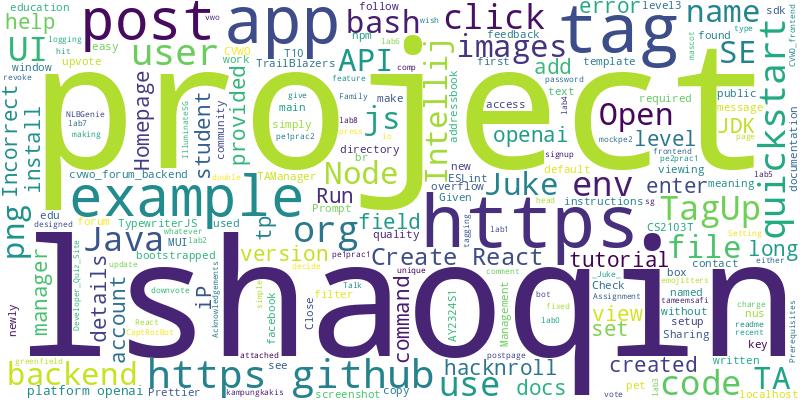 post app bash click tag error level3 sdk
education follow name
help UI user API images SE
project
png Incorrect install Homepage student community provided
NLBGenie lab7 making
upvote easy window logging hit
CVWO work TrailBlazers T10
npm feedback lab6 comp wish vwo
found type template mascot
Intellij addressbook
add text first
js openai Open level JDK public message
required page
quickstart
documentation CVWO_frontend
main give Family feature access
simply pe1prac2 lab8 make
directory br
TAManager
Node
password lab4 mockpe2
frontend pe2prac1 viewing
cvwo_forum_backend
example env Juke ESLint enter meaning lab5
new overflow signup default
Run Prompt Given instructions sg
edu designed forum TypewriterJS used
org tp field https TagUp
CS2103T
Java MUI lab2 quality tagging lab1 head
bootstrapped whatever version Create React tutorial file long
manager details account iP
Developer_Quiz_Site
Acknowledgements
lshaoqin
newly update downvote React CaptRozBot
filter Close Talk decide
command unique AY2324S1 Management
comment. bot lab0 fixed
_Juke_ Check Assignment view set
box named without setup Sharing key
contact either emojitters tameemsafi
nus charge readme recent
Prerequisites
facebook simple
greenfield attached postpage
backend https github hacknroll created code TA
platform openai Prettier kampungkakis see
screenshot copy use docs
pet lab3 vote written localhost